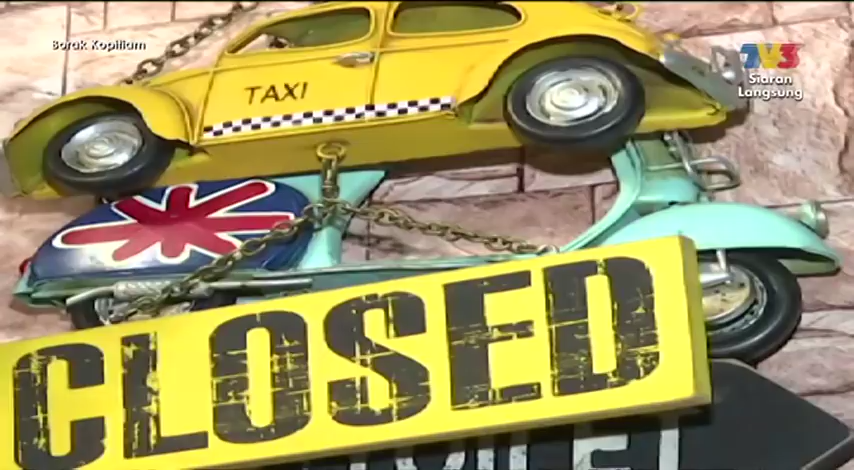 Borak Kopitiam
TV3
Siaran
Langsung
TAXI
CLOSED